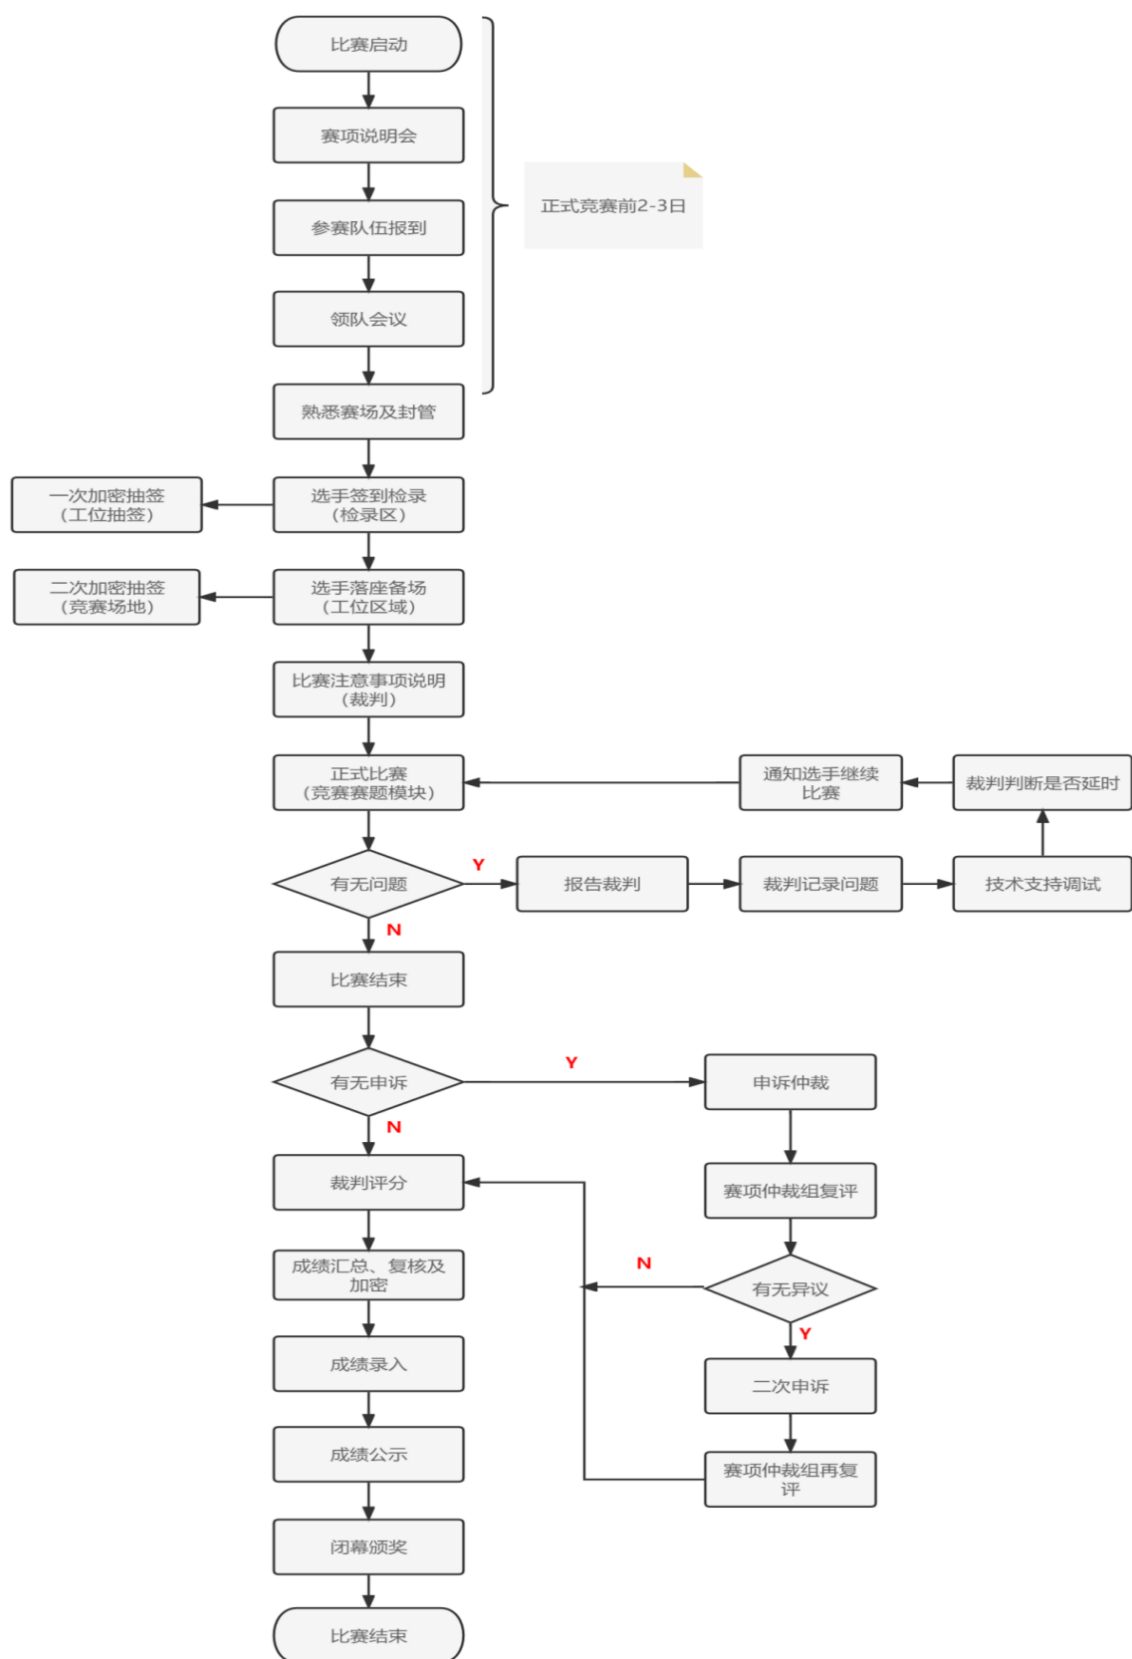 比赛启动
赛项说明会
正式竞赛前2-3日
参赛队伍报到
领队会议
熟悉赛场及封管
一次加密抽签
（工位抽签）
选手签到检录
（检录区）
二次加密抽签
（竞赛场地）
选手落座备场
（工位区域）
比赛注意事项说明
（裁判）
正式比赛
（竞赛赛题模块）
通知选手继续
比赛
裁判判断是否延时
有无问题
Y
报告裁判
裁判记录问题
技术支持调试
N
比赛结束
有无申诉
Y
申诉仲裁
N
裁判评分
赛项仲裁组复评
成绩汇总、复核及
加密
N
有无异议
Y
成绩录入
二次申诉
成绩公示
赛项仲裁组再复
评
闭幕颁奖
比赛结束